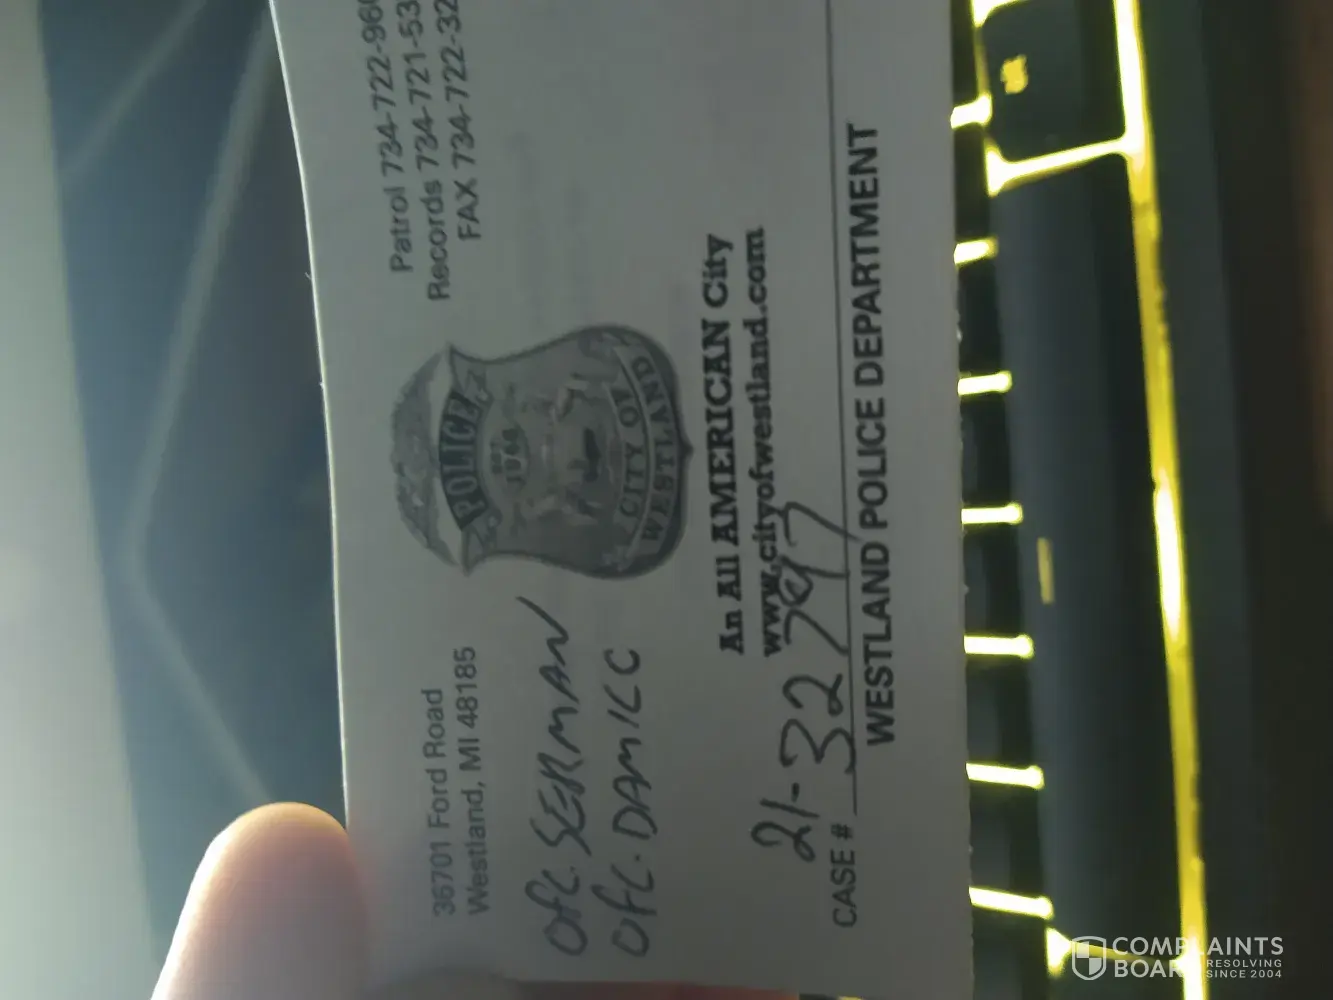 36701 Ford Road
Westland, MI 48185
Patrol 734-722-960
Records 734-721-53
FAX 734-722-32
POLICE
1966
CITY OF
WESTLAND
OFC. SERMAN
OFC. DAMICO
An All AMERICAN City
www.cityofwestland.com
CASE # 21-32797
WESTLAND POLICE DEPARTMENT
COMPLAINTS
BOARD
RESOLVING
SINCE 2004